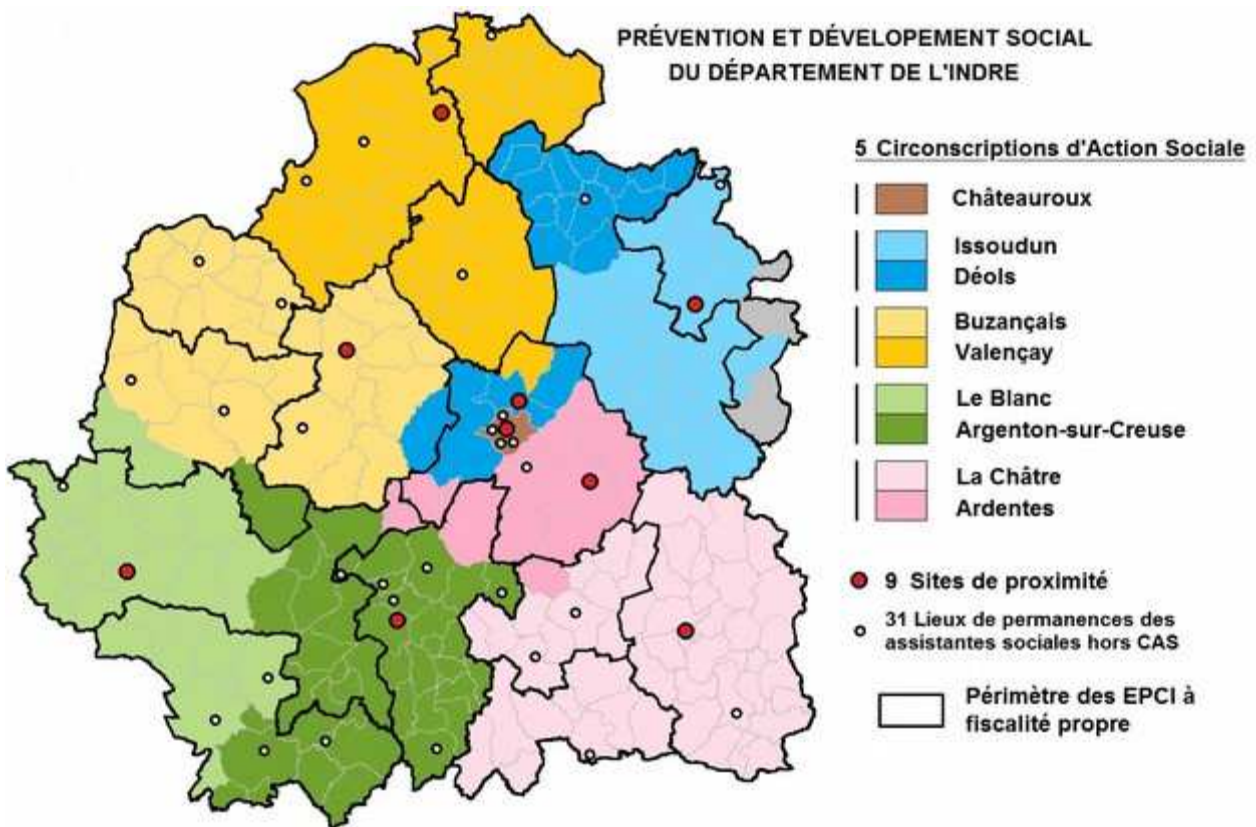 PRÉVENTION ET DÉVELOPEMENT SOCIAL
DU DÉPARTEMENT DE L'INDRE
5 Circonscriptions d'Action Sociale
Châteauroux
Issoudun
Déols
Buzançais
Valençay
Le Blanc
Argenton-sur-Creuse
La Châtre
Ardentes
9 Sites de proximité
31 Lieux de permanences des
assistantes sociales hors CAS
Périmètre des EPCI à
fiscalité propre